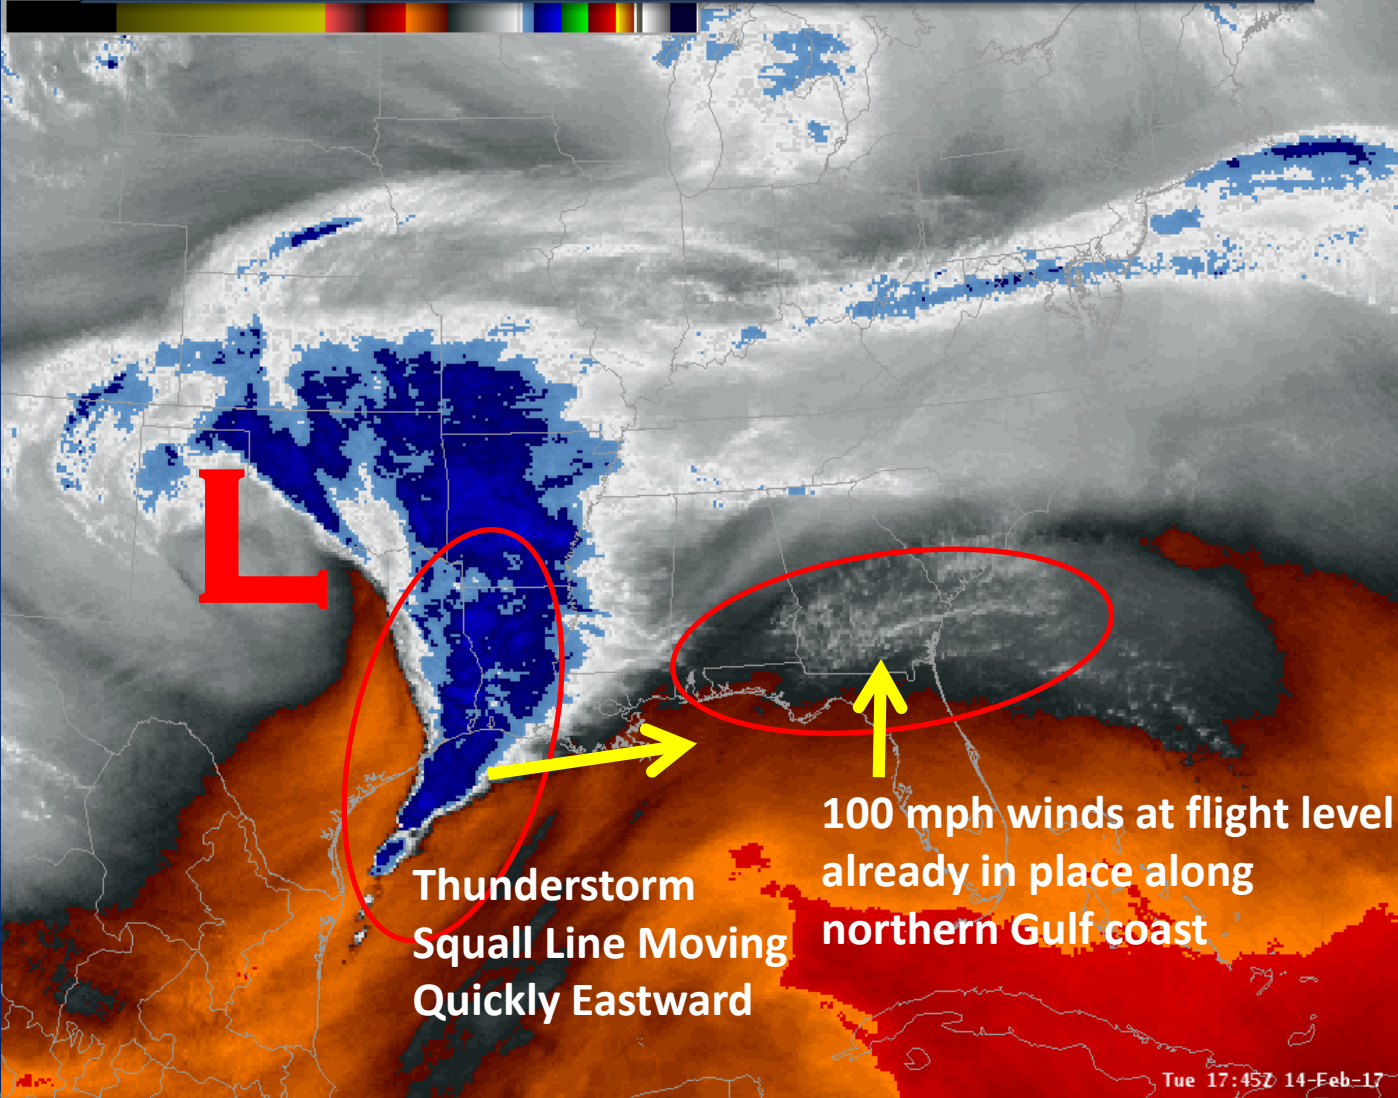 L
100 mph winds at flight level
already in place along
northern Gulf coast
Thunderstorm
Squall Line Moving
Quickly Eastward
Tue 17:45Z 14-Feb-17